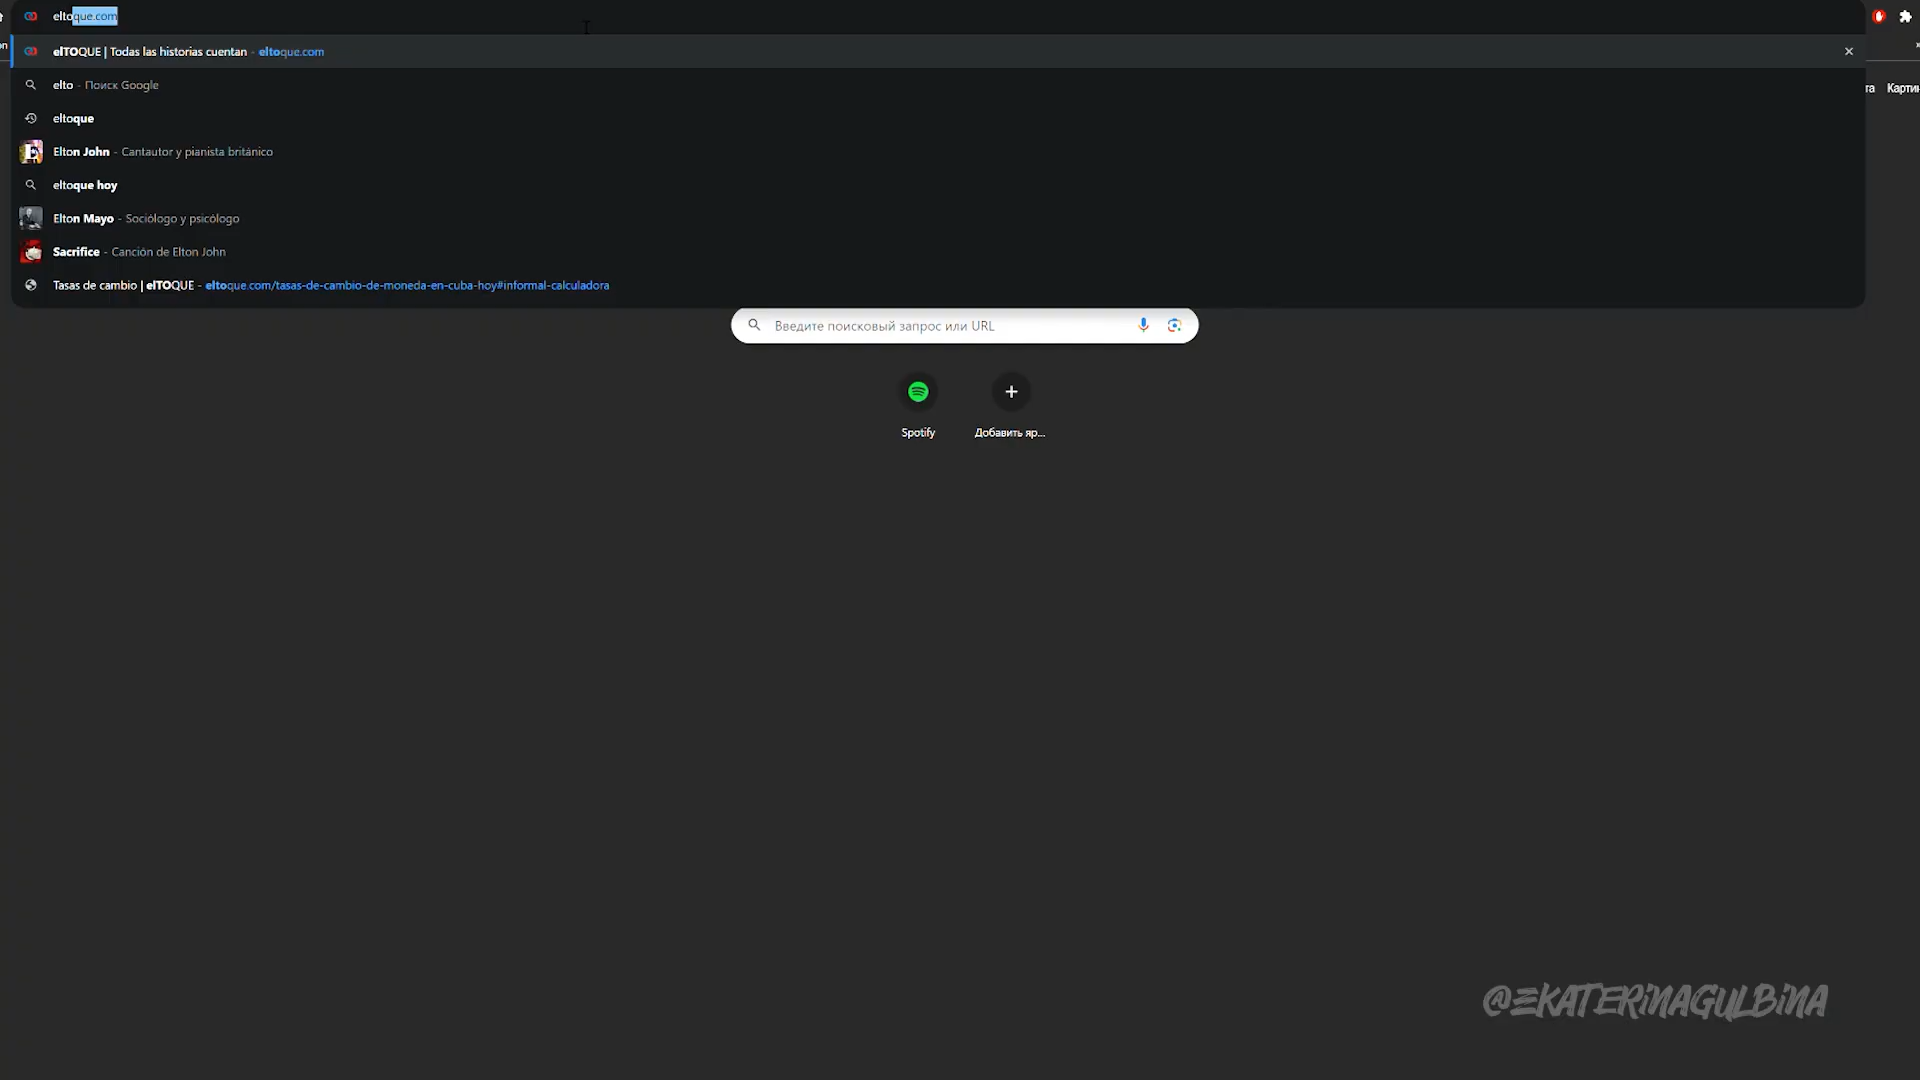 eltoque.com
elTOQUE | Todas las historias cuentan - eltoque.com
elto - Поиск Google
eltoque
Elton John - Cantautor y pianista británico
eltoque hoy
Elton Mayo - Sociólogo y psicólogo
Sacrifice - Canción de Elton John
Tasas de cambio | elTOQUE - eltoque.com/tasas-de-cambio-de-moneda-en-cuba-hoy#informal-calculadora
Введите поисковый запрос или URL
Spotify
Добавить яр...
@EKATERINAGULBINA